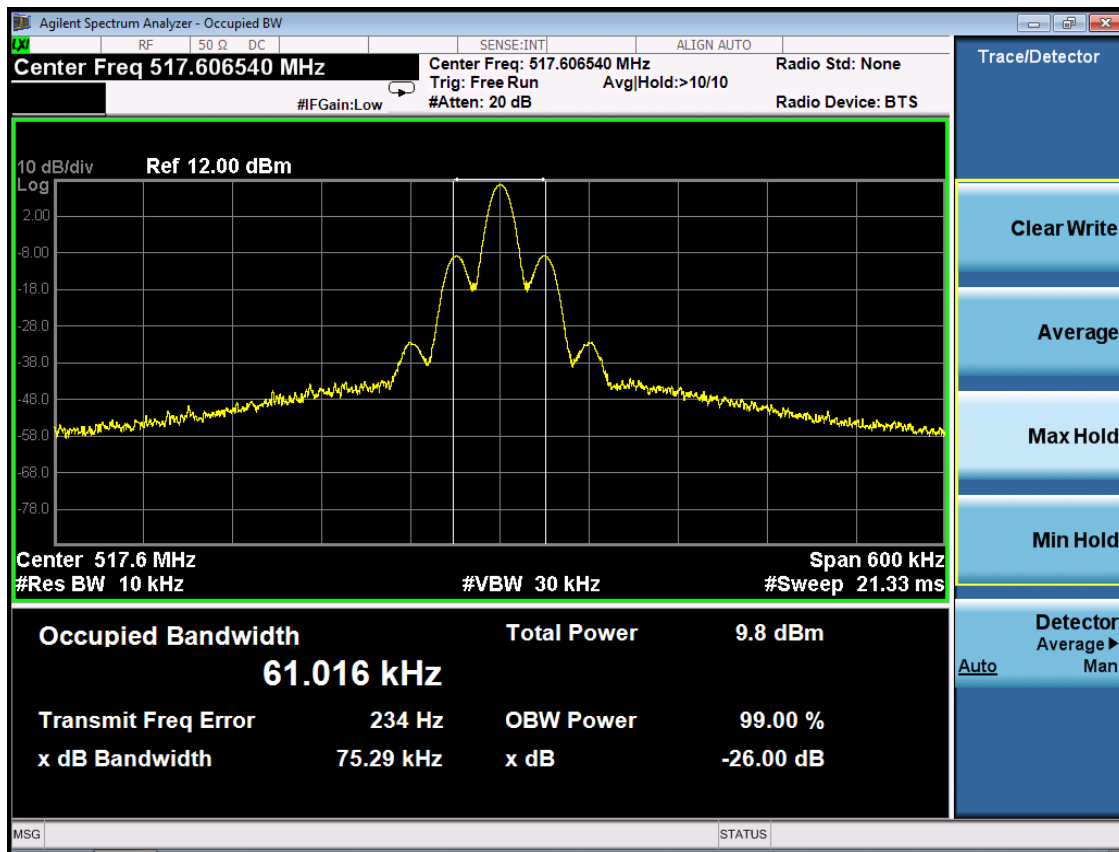 Agilent Spectrum Analyzer - Occupied BW
LXI RF 50 Ω DC SENSE:INT ALIGN AUTO
Center Freq 517.606540 MHz
Center Freq: 517.606540 MHz Radio Std: None
Trig: Free Run Avg|Hold:>10/10
#IFGain:Low #Atten: 20 dB Radio Device: BTS
10 dB/div Ref 12.00 dBm
Log
2.00
-8.00
-18.0
-28.0
-38.0
-48.0
-58.0
-68.0
-78.0
Center 517.6 MHz Span 600 kHz
#Res BW 10 kHz #VBW 30 kHz #Sweep 21.33 ms
Occupied Bandwidth Total Power 9.8 dBm
61.016 kHz
Transmit Freq Error 234 Hz OBW Power 99.00 %
x dB Bandwidth 75.29 kHz x dB -26.00 dB
MSG STATUS
Trace/Detector
Clear Write
Average
Max Hold
Min Hold
Detector
Average
Auto Man